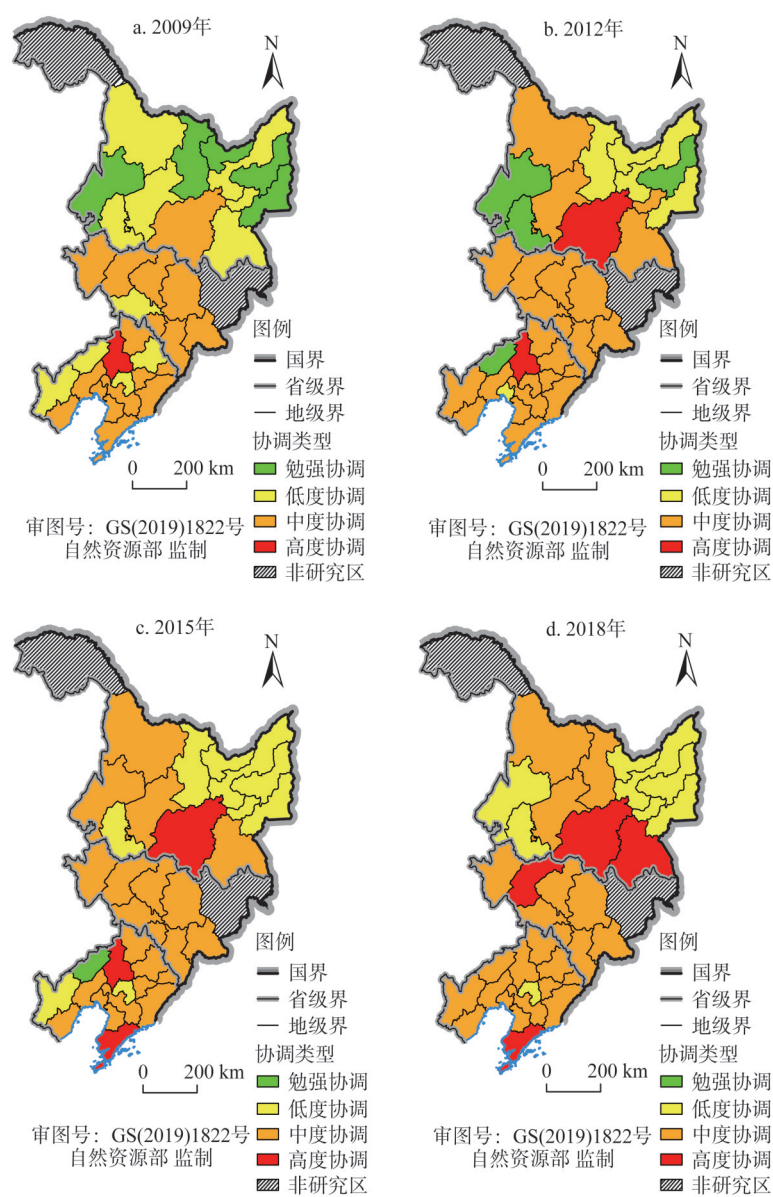 a. 2009年
N
图例
国界
省级界
地级界
协调类型
勉强协调
低度协调
中度协调
高度协调
非研究区
0 200 km
审图号：GS(2019)1822号
自然资源部 监制
b. 2012年
N
图例
国界
省级界
地级界
协调类型
勉强协调
低度协调
中度协调
高度协调
非研究区
0 200 km
审图号：GS(2019)1822号
自然资源部 监制
c. 2015年
N
图例
国界
省级界
地级界
协调类型
勉强协调
低度协调
中度协调
高度协调
非研究区
0 200 km
审图号：GS(2019)1822号
自然资源部 监制
d. 2018年
N
图例
国界
省级界
地级界
协调类型
勉强协调
低度协调
中度协调
高度协调
非研究区
0 200 km
审图号：GS(2019)1822号
自然资源部 监制